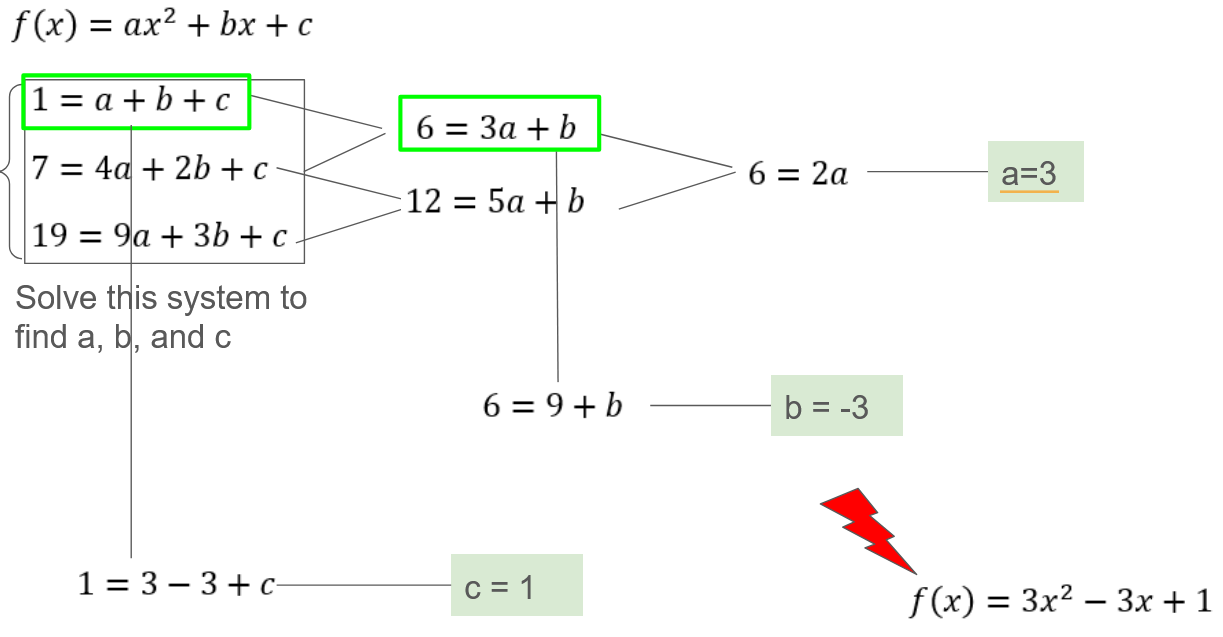 f(x) = ax² + bx + c
1 = a + b + c
7 = 4a + 2b + c
19 = 9a + 3b + c
Solve this system to
find a, b, and c
6 = 3a + b
12 = 5a + b
6 = 2a
a=3
6 = 9 + b
b = -3
1 = 3 − 3 + c
c = 1
f(x) = 3x² − 3x + 1